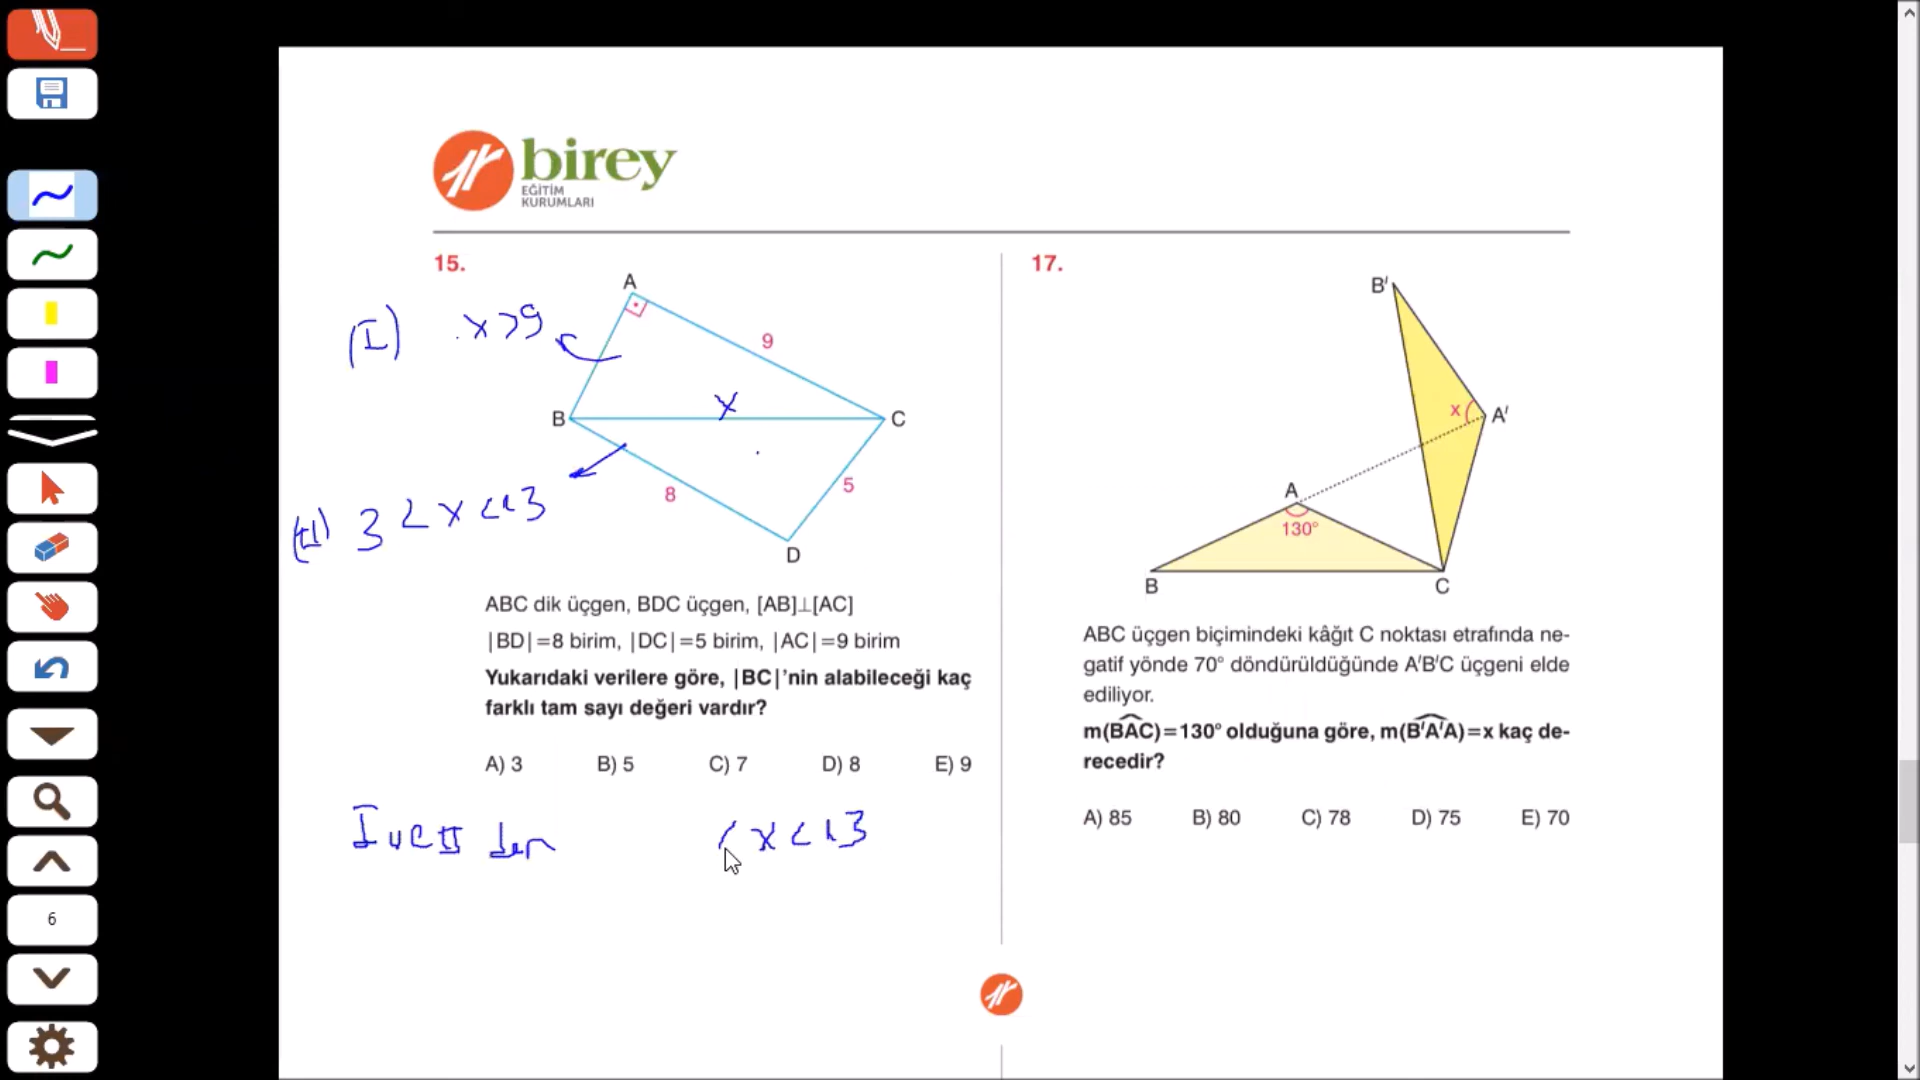 6
birey
EĞİTİM
KURUMLARI
15.
A
9
B
x
C
8
5
D
(I) x>9
(II) 3 < x < 13
ABC dik üçgen, BDC üçgen, [AB]⊥[AC]
|BD|=8 birim, |DC|=5 birim, |AC|=9 birim
Yukarıdaki verilere göre, |BC|'nin alabileceği kaç
farklı tam sayı değeri vardır?
A) 3 B) 5 C) 7 D) 8 E) 9
I ve II den < x < 13
17.
B'
x
A'
A
130°
B
C
ABC üçgen biçimindeki kâğıt C noktası etrafında ne-
gatif yönde 70° döndürüldüğünde A'B'C üçgeni elde
ediliyor.
m(BAC)=130° olduğuna göre, m(B'A'A)=x kaç de-
recedir?
A) 85 B) 80 C) 78 D) 75 E) 70